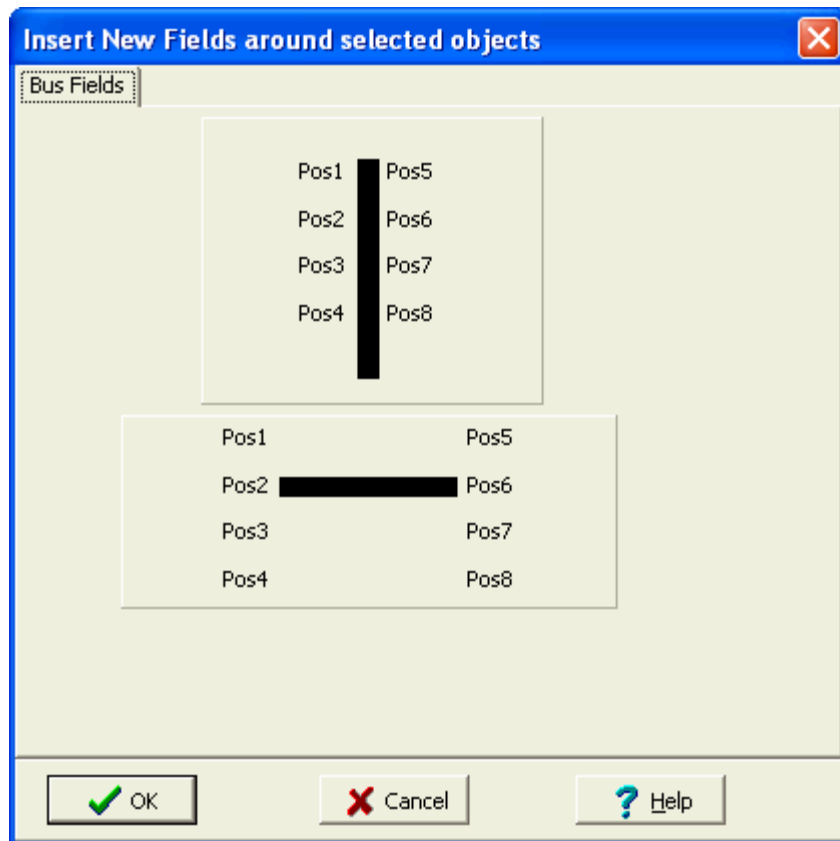 Insert New Fields around selected objects
Bus Fields
Pos1 Pos5
Pos2 Pos6
Pos3 Pos7
Pos4 Pos8
Pos1 Pos5
Pos2 Pos6
Pos3 Pos7
Pos4 Pos8
OK Cancel Help